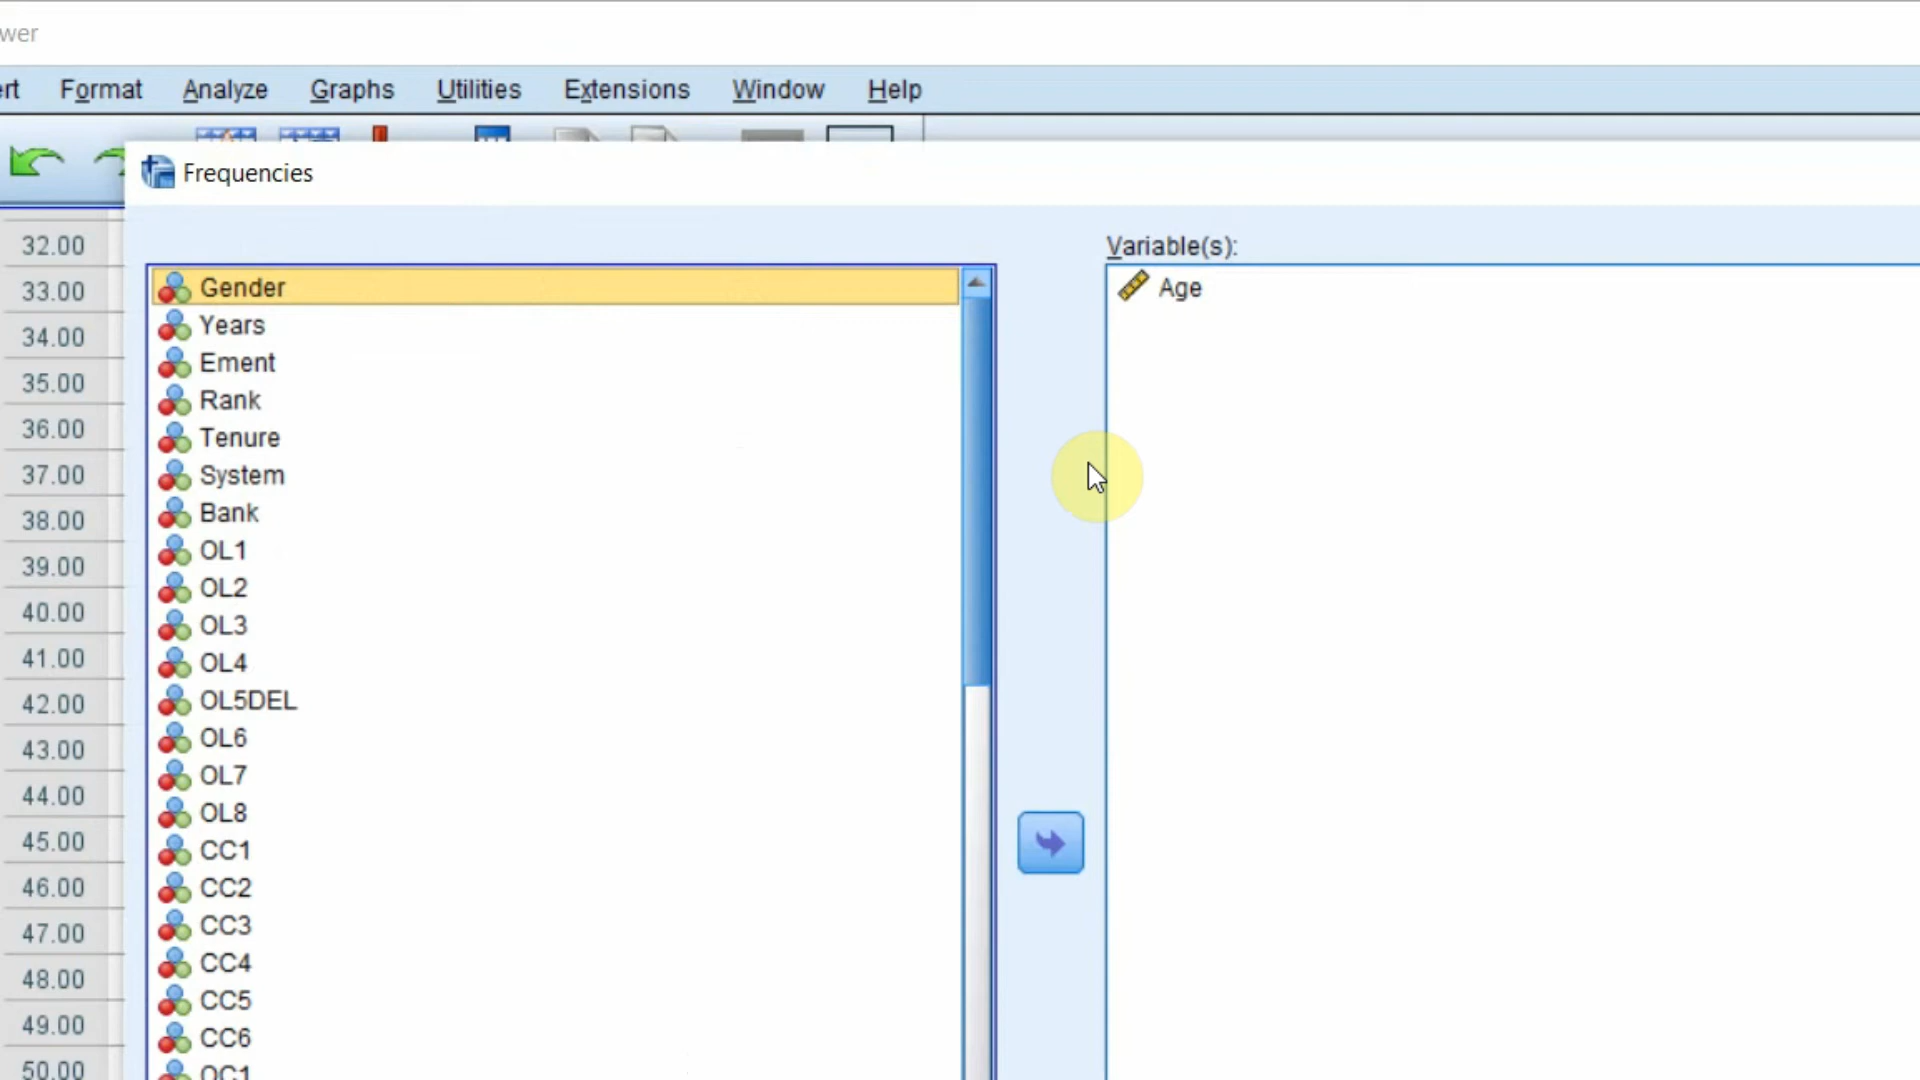 wer
rt Format Analyze Graphs Utilities Extensions Window Help
Frequencies
Variable(s):
32.00
33.00
34.00
35.00
36.00
37.00
38.00
39.00
40.00
41.00
42.00
43.00
44.00
45.00
46.00
47.00
48.00
49.00
50.00
Gender
Years
Ement
Rank
Tenure
System
Bank
OL1
OL2
OL3
OL4
OL5DEL
OL6
OL7
OL8
CC1
CC2
CC3
CC4
CC5
CC6
OC1
Age